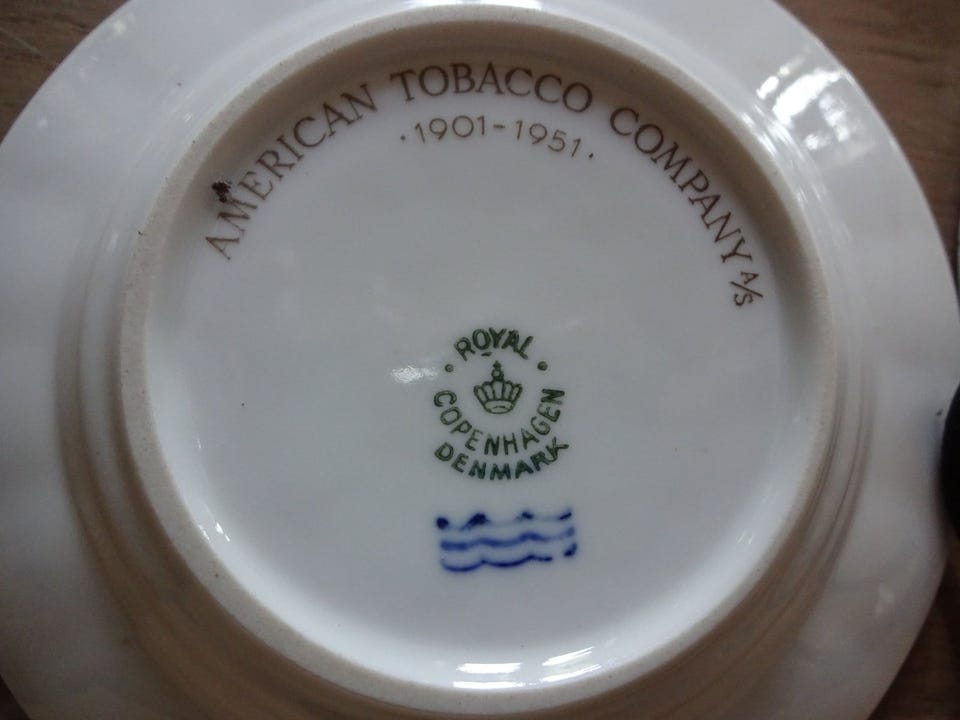 AMERICAN TOBACCO COMPANY A/S
·1901-1951·
· ROYAL ·
COPENHAGEN
DENMARK